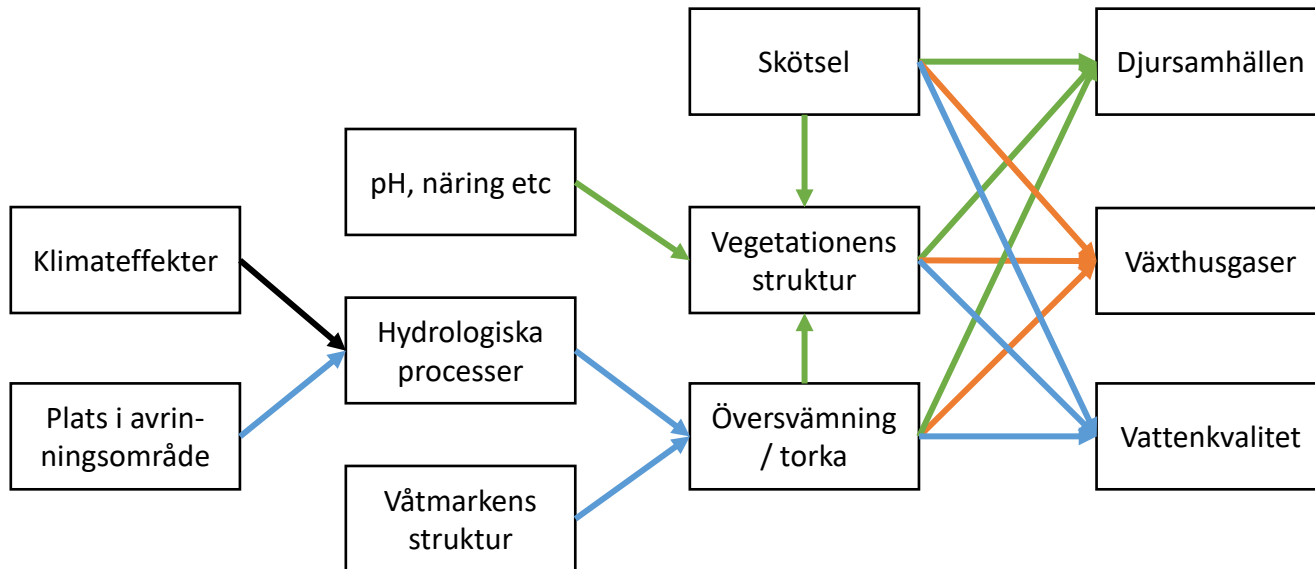 Skötsel
Djursamhällen
pH, näring etc
Klimateffekter
Vegetationens
struktur
Växthusgaser
Hydrologiska
processer
Plats i avrin-
ningsområde
Översvämning
/ torka
Vattenkvalitet
Våtmarkens
struktur